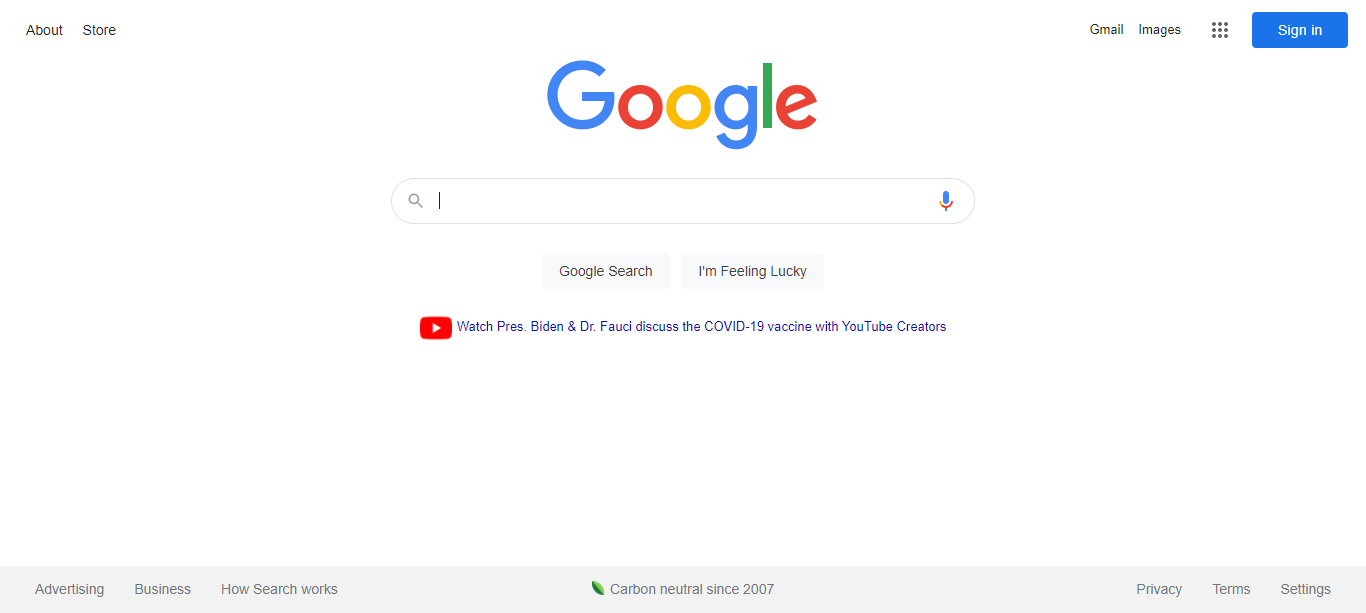 About Store Gmail Images Sign in
Google
Google Search I'm Feeling Lucky
Watch Pres. Biden & Dr. Fauci discuss the COVID-19 vaccine with YouTube Creators
Advertising Business How Search works Carbon neutral since 2007 Privacy Terms Settings